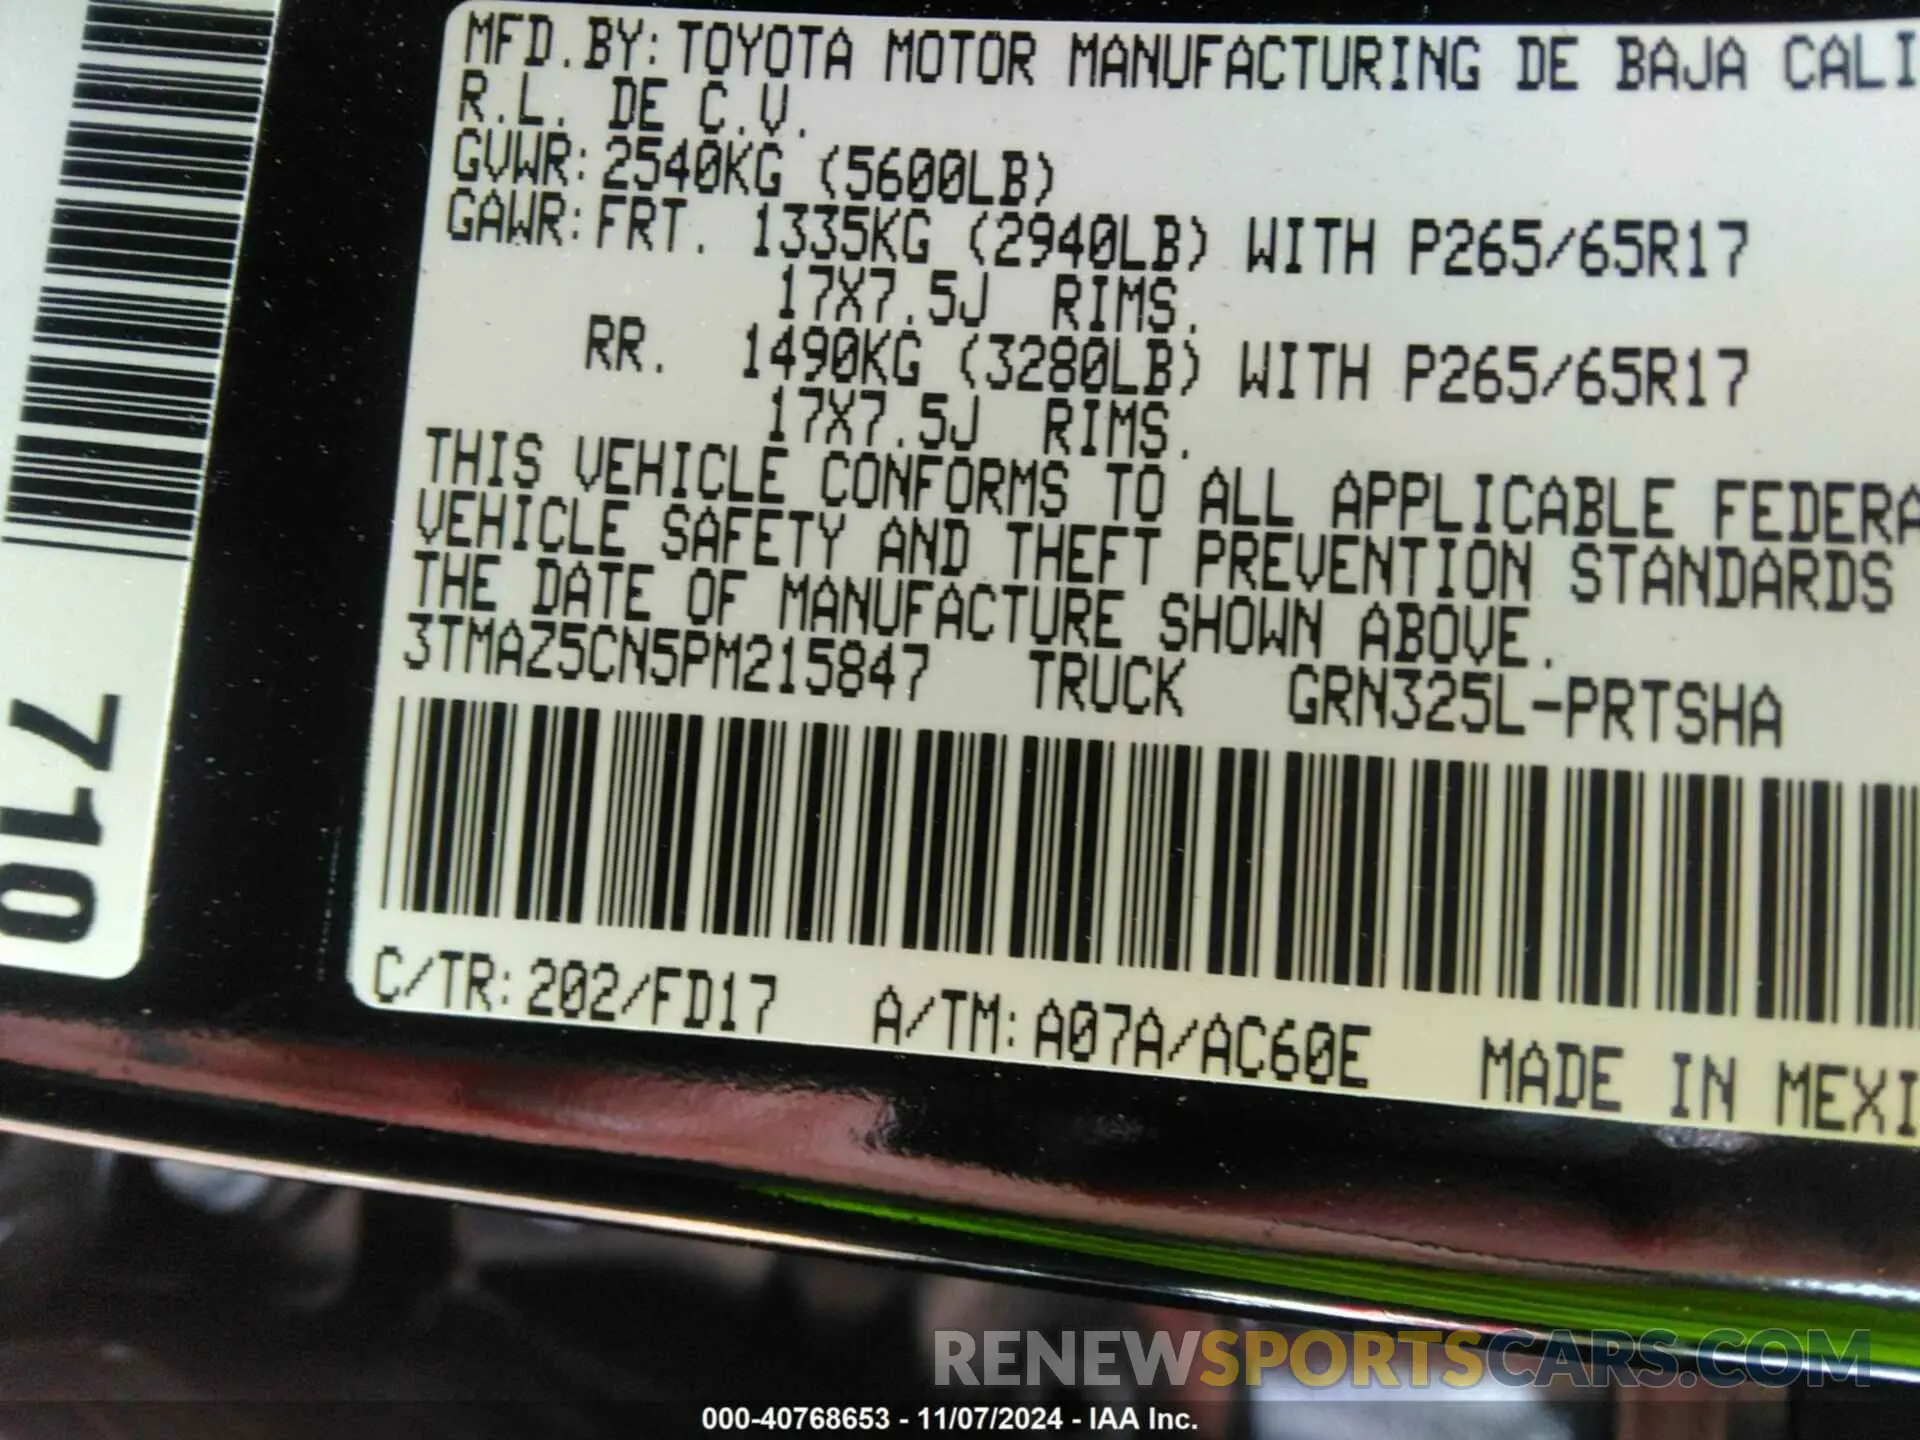 MFD.BY:TOYOTA MOTOR MANUFACTURING DE BAJA CALI
R.L. DE C.V.
GVWR:2540KG (5600LB)
GAWR:FRT. 1335KG (2940LB) WITH P265/65R17
17X7.5J RIMS.
RR. 1490KG (3280LB) WITH P265/65R17
17X7.5J RIMS.
THIS VEHICLE CONFORMS TO ALL APPLICABLE FEDERA
VEHICLE SAFETY AND THEFT PREVENTION STANDARDS
THE DATE OF MANUFACTURE SHOWN ABOVE.
3TMAZ5CN5PM215847 TRUCK GRN325L-PRTSHA
C/TR:202/FD17 A/TM:A07A/AC60E MADE IN MEXI
710
RENEWSPORTSCARS.COM
000-40768653 - 11/07/2024 - IAA Inc.